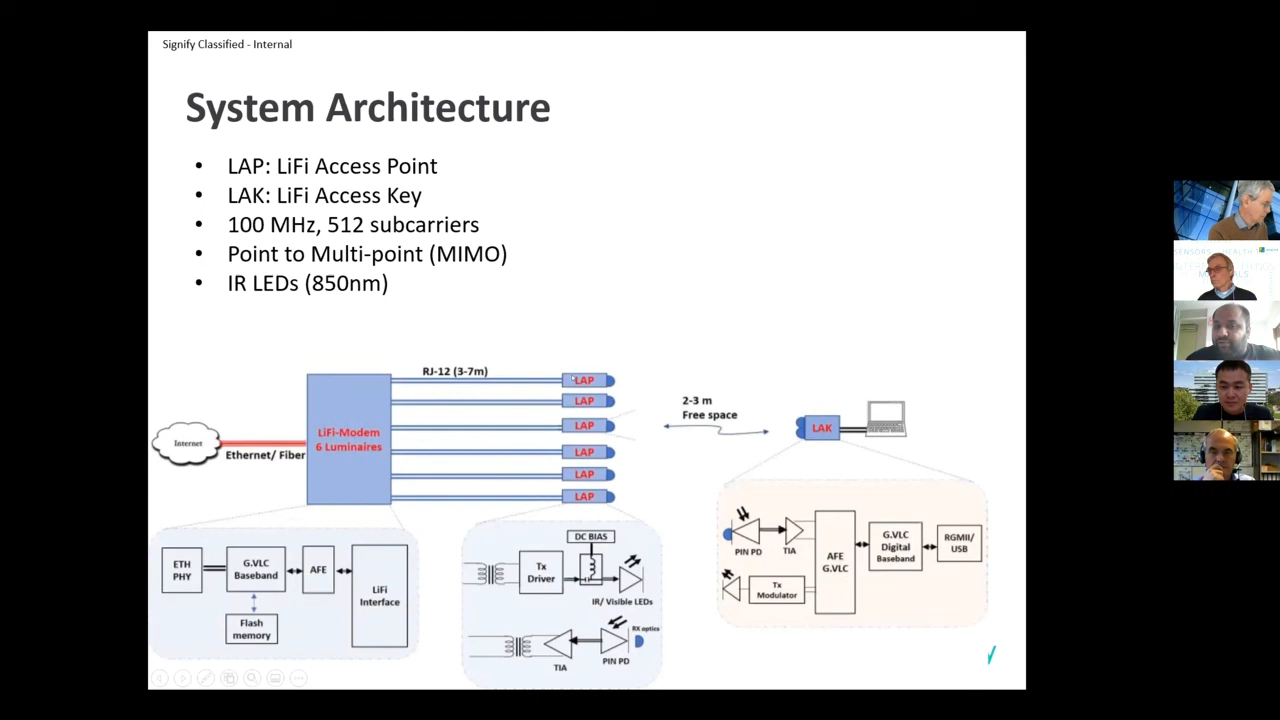 Signify Classified - Internal
System Architecture
• LAP: LiFi Access Point
• LAK: LiFi Access Key
• 100 MHz, 512 subcarriers
• Point to Multi-point (MIMO)
• IR LEDs (850nm)
RJ-12 (3-7m)
LAP
LAP
LAP
LAP
LAP
LAP
Internet
Ethernet/ Fiber
LiFi-Modem
6 Luminaires
2-3 m
Free space
LAK
ETH
PHY
G.VLC
Baseband
AFE
LiFi
Interface
Flash
memory
DC BIAS
Tx
Driver
IR/ Visible LEDs
RX optics
TIA
PIN PD
PIN PD
TIA
AFE
G.VLC
G.VLC
Digital
Baseband
RGMII/
USB
Tx
Modulator